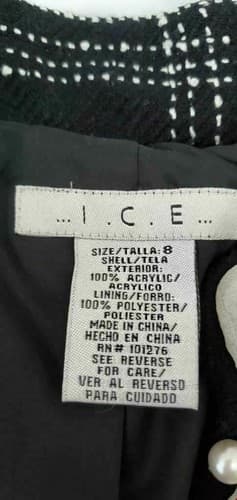 ... I . C . E ...
SIZE/TALLA: 8
SHELL/TELA
EXTERIOR:
100% ACRYLIC/
ACRYLICO
LINING/FORRO:
100% POLYESTER/
POLIESTER
MADE IN CHINA/
HECHO EN CHINA
RN# 101276
SEE REVERSE
FOR CARE/
VER AL REVERSO
PARA CUIDADO